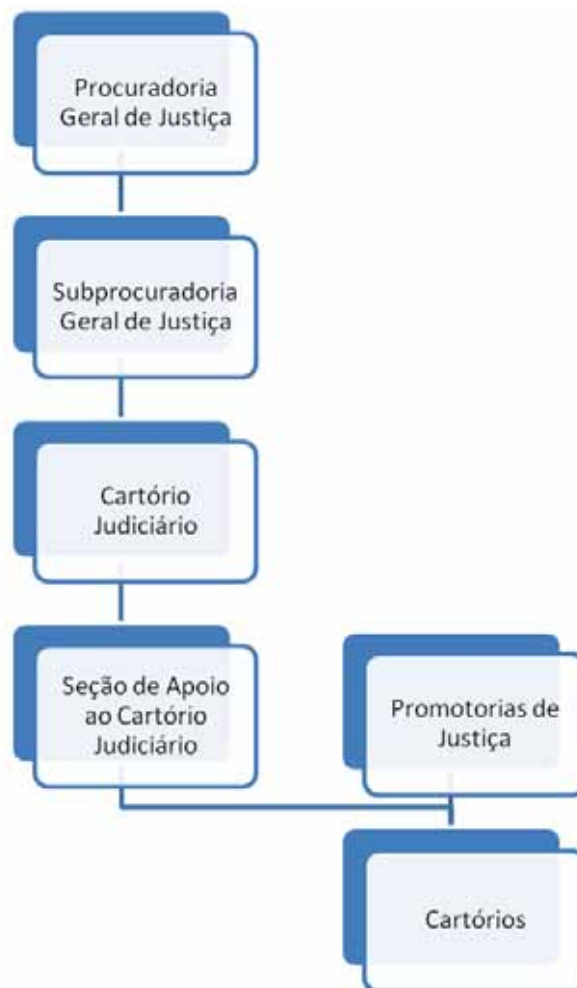 Procuradoria
Geral de Justiça
Subprocuradoria
Geral de Justiça
Cartório
Judiciário
Seção de Apoio
ao Cartório
Judiciário
Promotorias de
Justiça
Cartórios